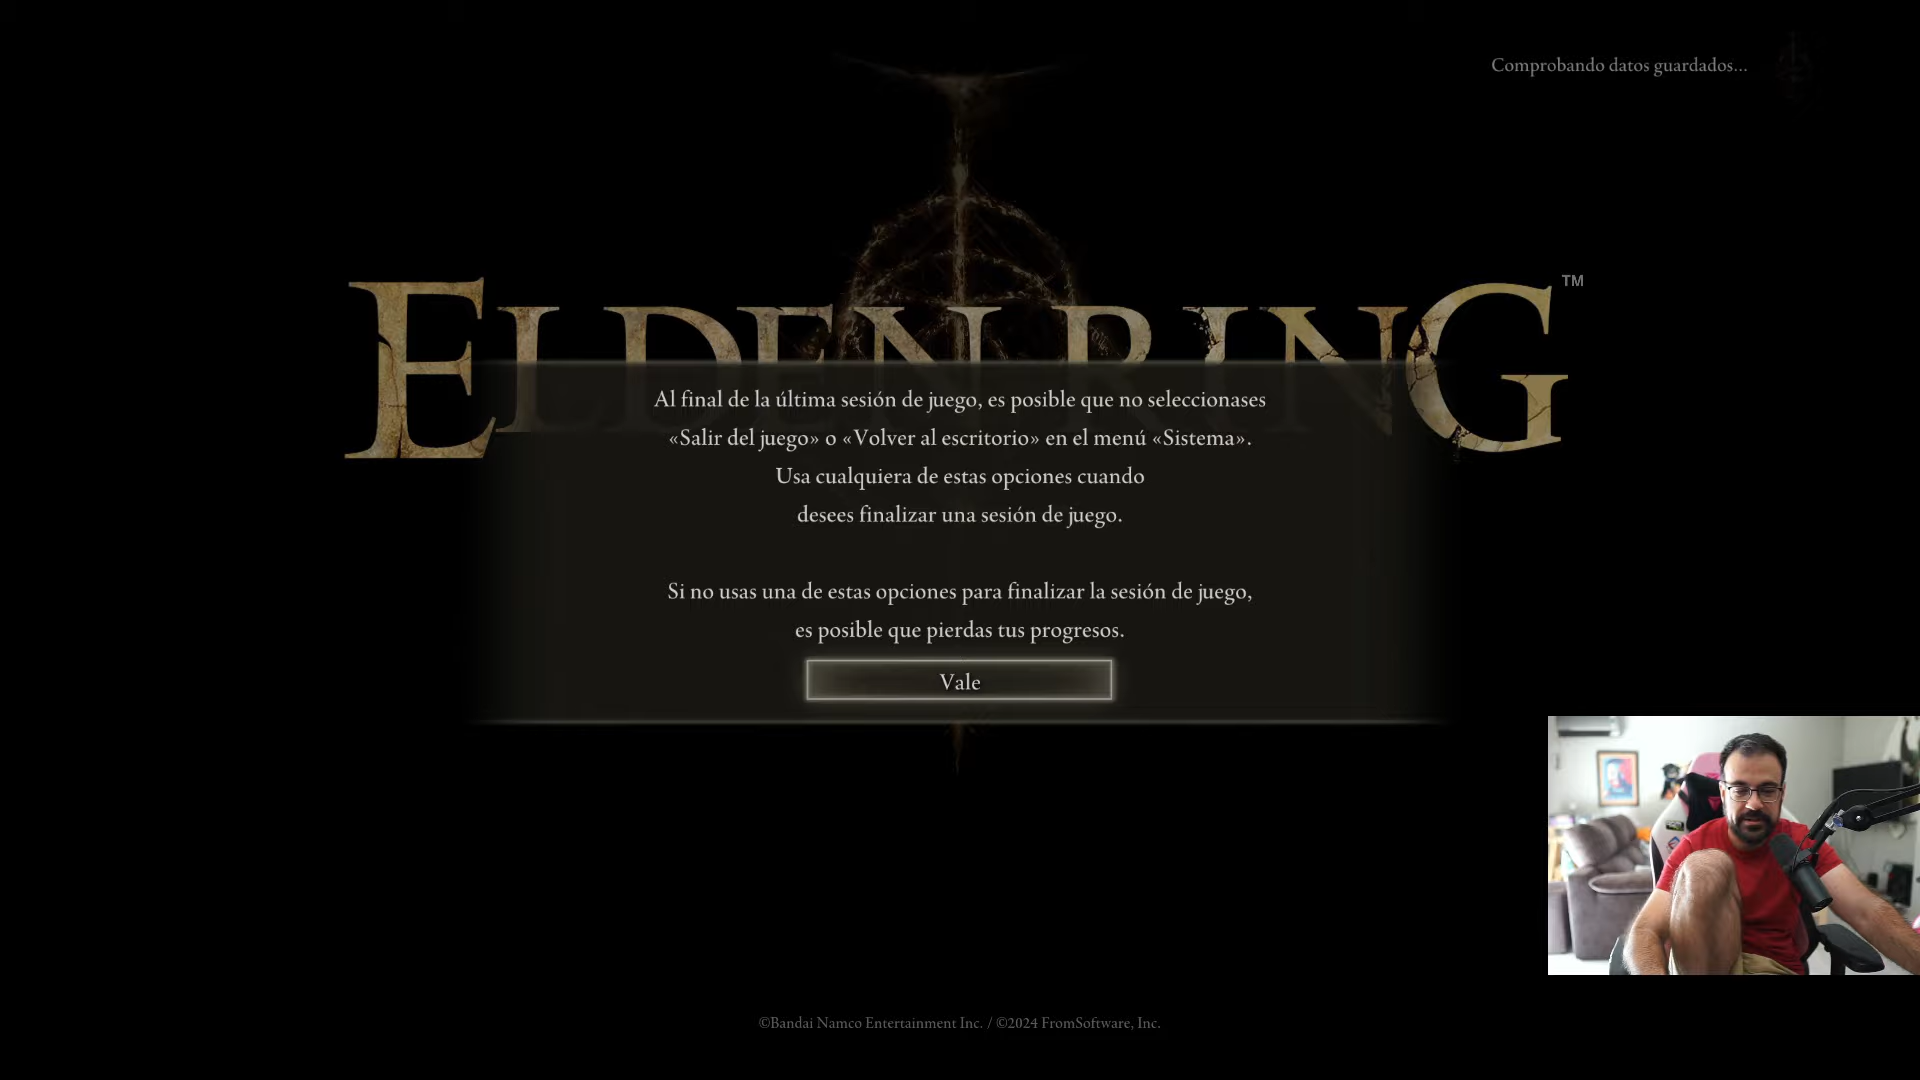 Comprobando datos guardados...
ELDEN RING™
Al final de la última sesión de juego, es posible que no seleccionases
«Salir del juego» o «Volver al escritorio» en el menú «Sistema».
Usa cualquiera de estas opciones cuando
desees finalizar una sesión de juego.
Si no usas una de estas opciones para finalizar la sesión de juego,
es posible que pierdas tus progresos.
Vale
©Bandai Namco Entertainment Inc. / ©2024 FromSoftware, Inc.